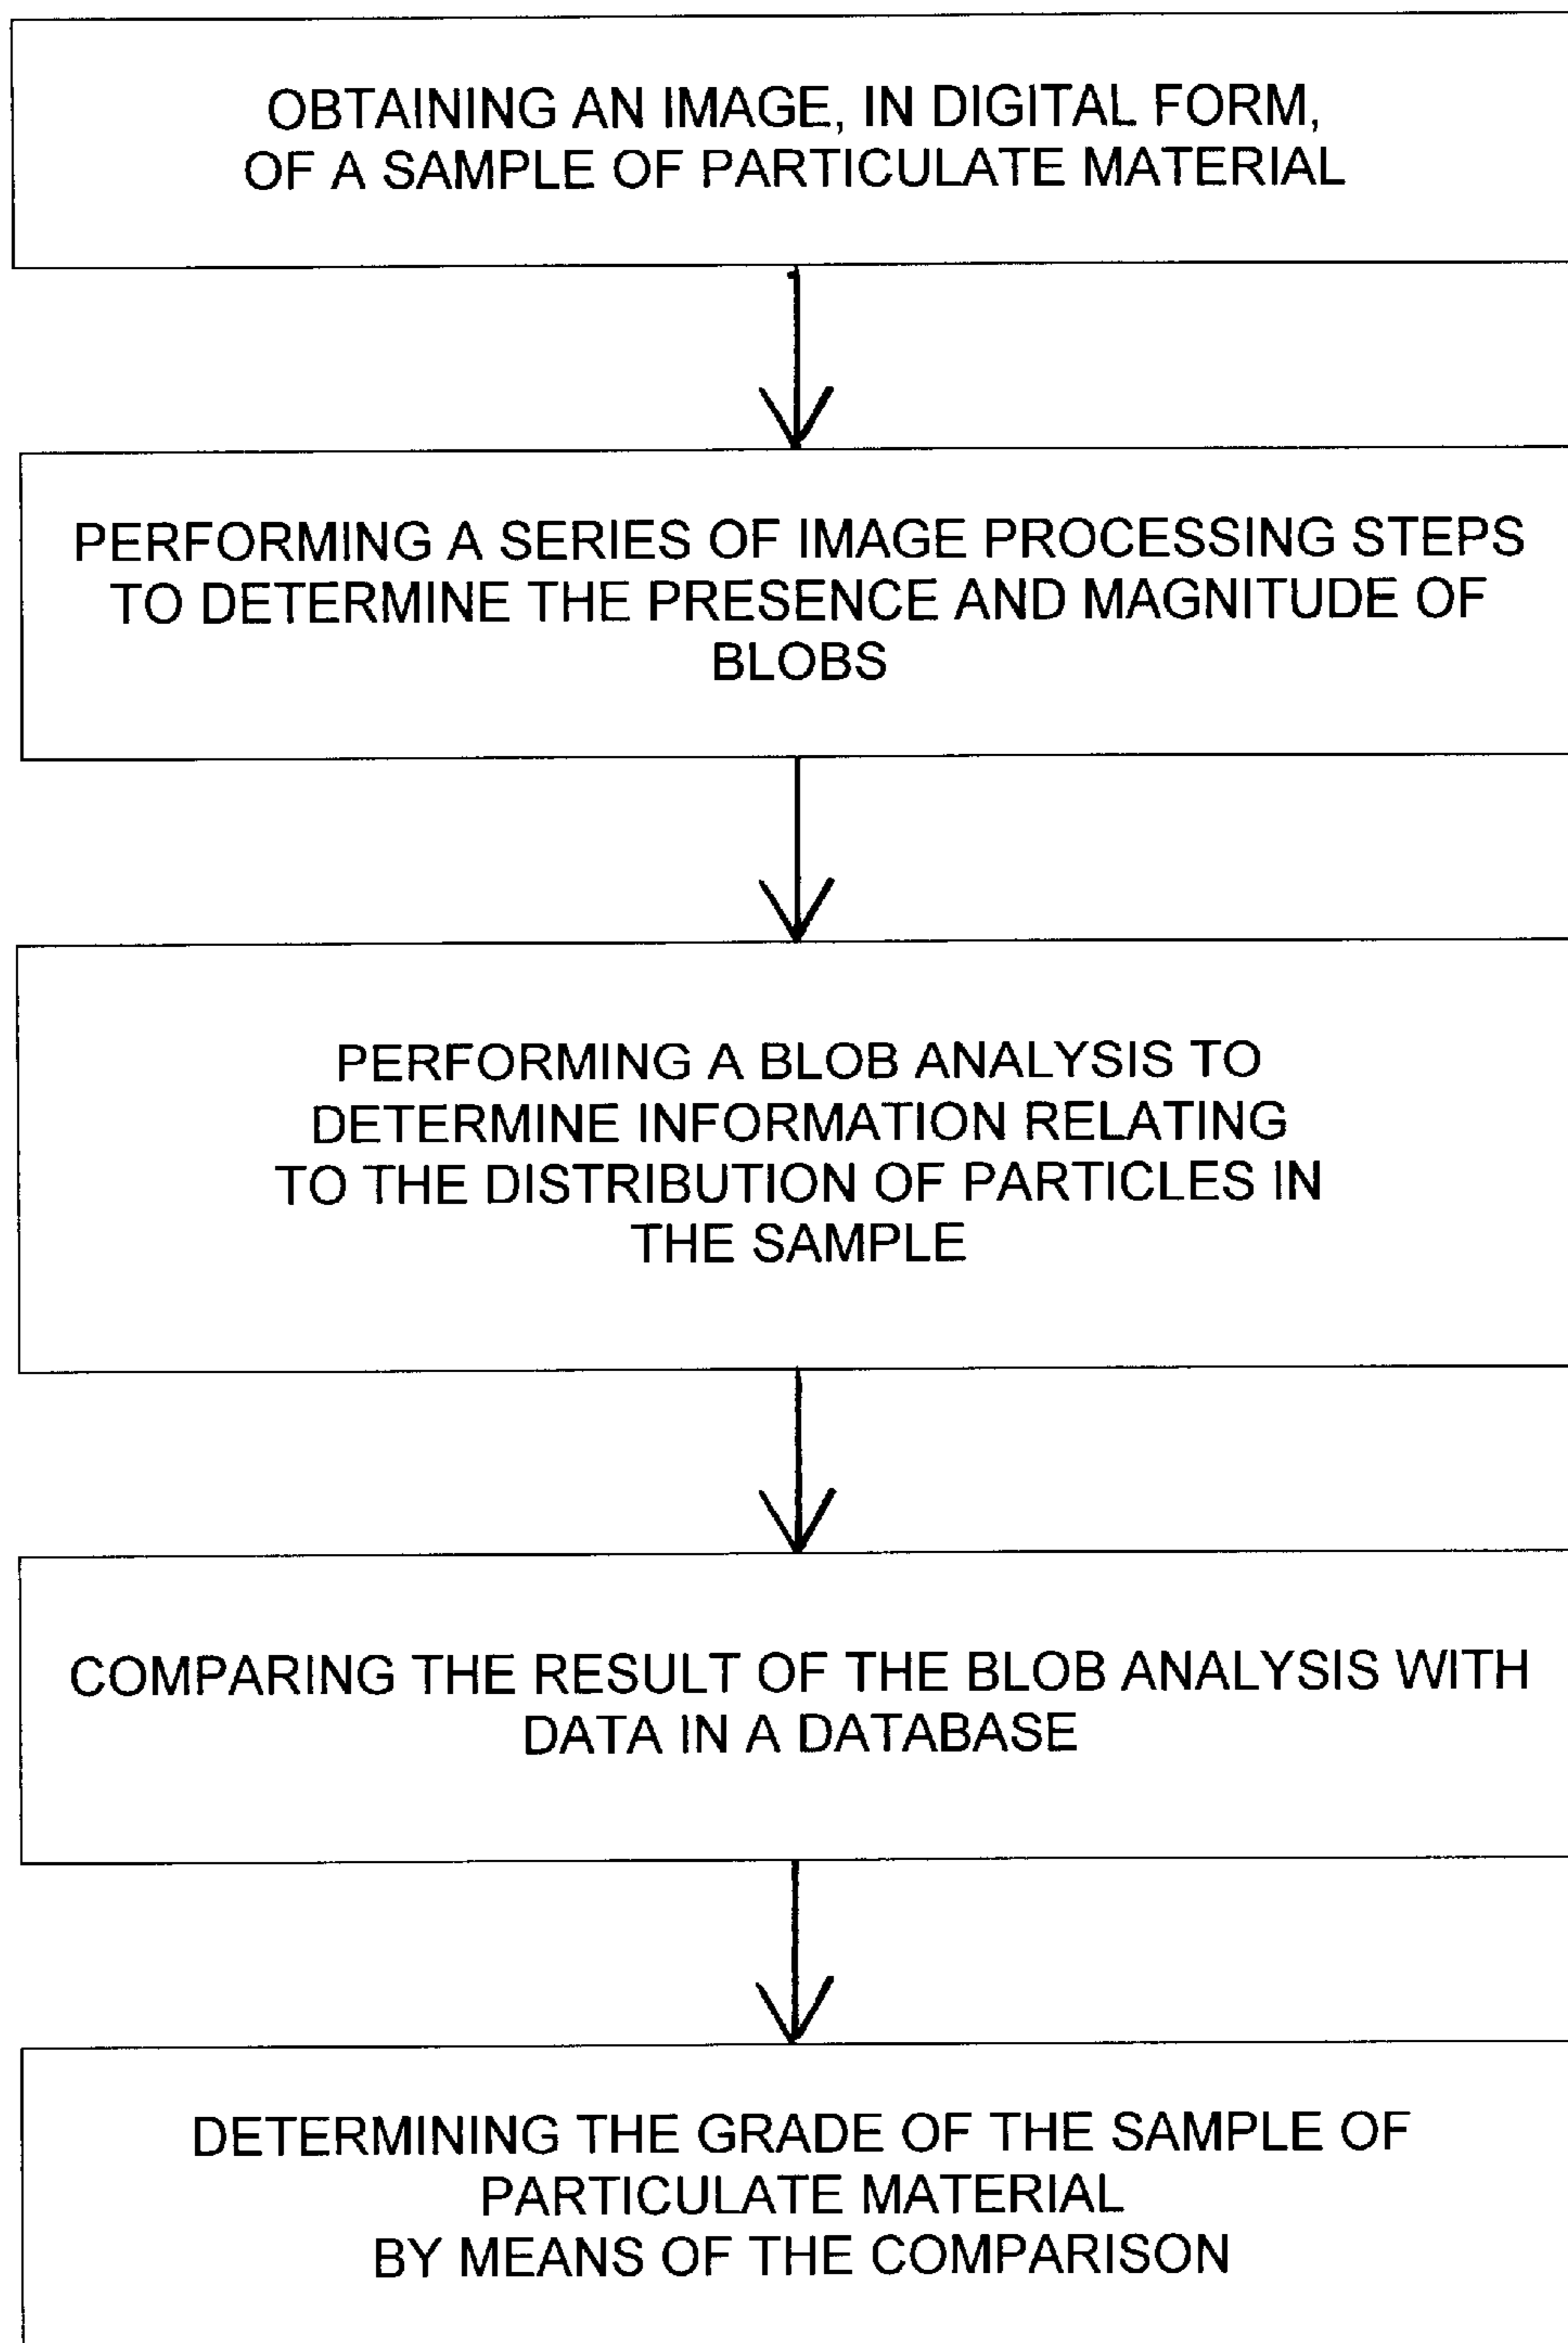 OBTAINING AN IMAGE, IN DIGITAL FORM,
OF A SAMPLE OF PARTICULATE MATERIAL
PERFORMING A SERIES OF IMAGE PROCESSING STEPS
TO DETERMINE THE PRESENCE AND MAGNITUDE OF
BLOBS
PERFORMING A BLOB ANALYSIS TO
DETERMINE INFORMATION RELATING
TO THE DISTRIBUTION OF PARTICLES IN
THE SAMPLE
COMPARING THE RESULT OF THE BLOB ANALYSIS WITH
DATA IN A DATABASE
DETERMINING THE GRADE OF THE SAMPLE OF
PARTICULATE MATERIAL
BY MEANS OF THE COMPARISON